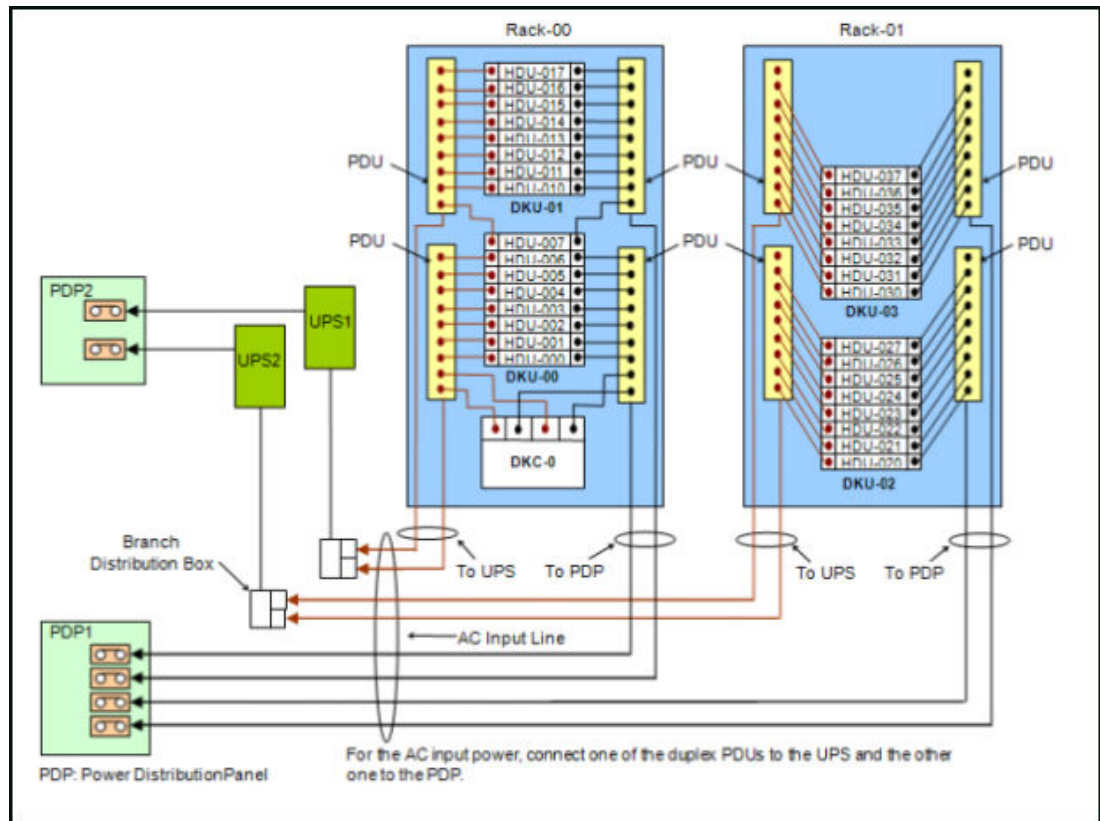 Rack-00
Rack-01
HDU-017
HDU-016
HDU-015
HDU-014
HDU-013
HDU-012
HDU-011
HDU-010
DKU-01
PDU
PDU
PDU
PDU
HDU-037
HDU-036
HDU-035
HDU-034
HDU-033
HDU-032
HDU-031
HDU-030
DKU-03
PDU
PDU
PDU
PDU
HDU-007
HDU-006
HDU-005
HDU-004
HDU-003
HDU-002
HDU-001
HDU-000
DKU-00
HDU-027
HDU-026
HDU-025
HDU-024
HDU-023
HDU-022
HDU-021
HDU-020
DKU-02
PDP2
UPS1
UPS2
DKC-0
Branch
Distribution Box
To UPS
To PDP
To UPS
To PDP
PDP1
AC Input Line
For the AC input power, connect one of the duplex PDUs to the UPS and the other
one to the PDP.
PDP: Power DistributionPanel